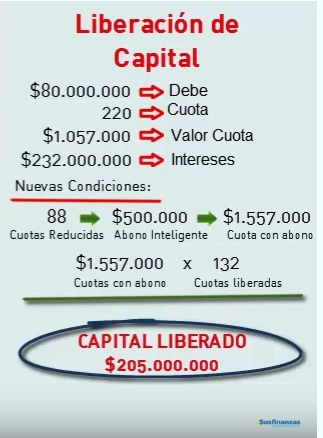 Liberación de
Capital
$80.000.000 Debe
220 Cuota
$1.057.000 Valor Cuota
$232.000.000 Intereses
Nuevas Condiciones:
88 $500.000 $1.557.000
Cuotas Reducidas Abono Inteligente Cuota con abono
$1.557.000 x 132
Cuotas con abono Cuotas liberadas
CAPITAL LIBERADO
$205.000.000
Susfinanzas